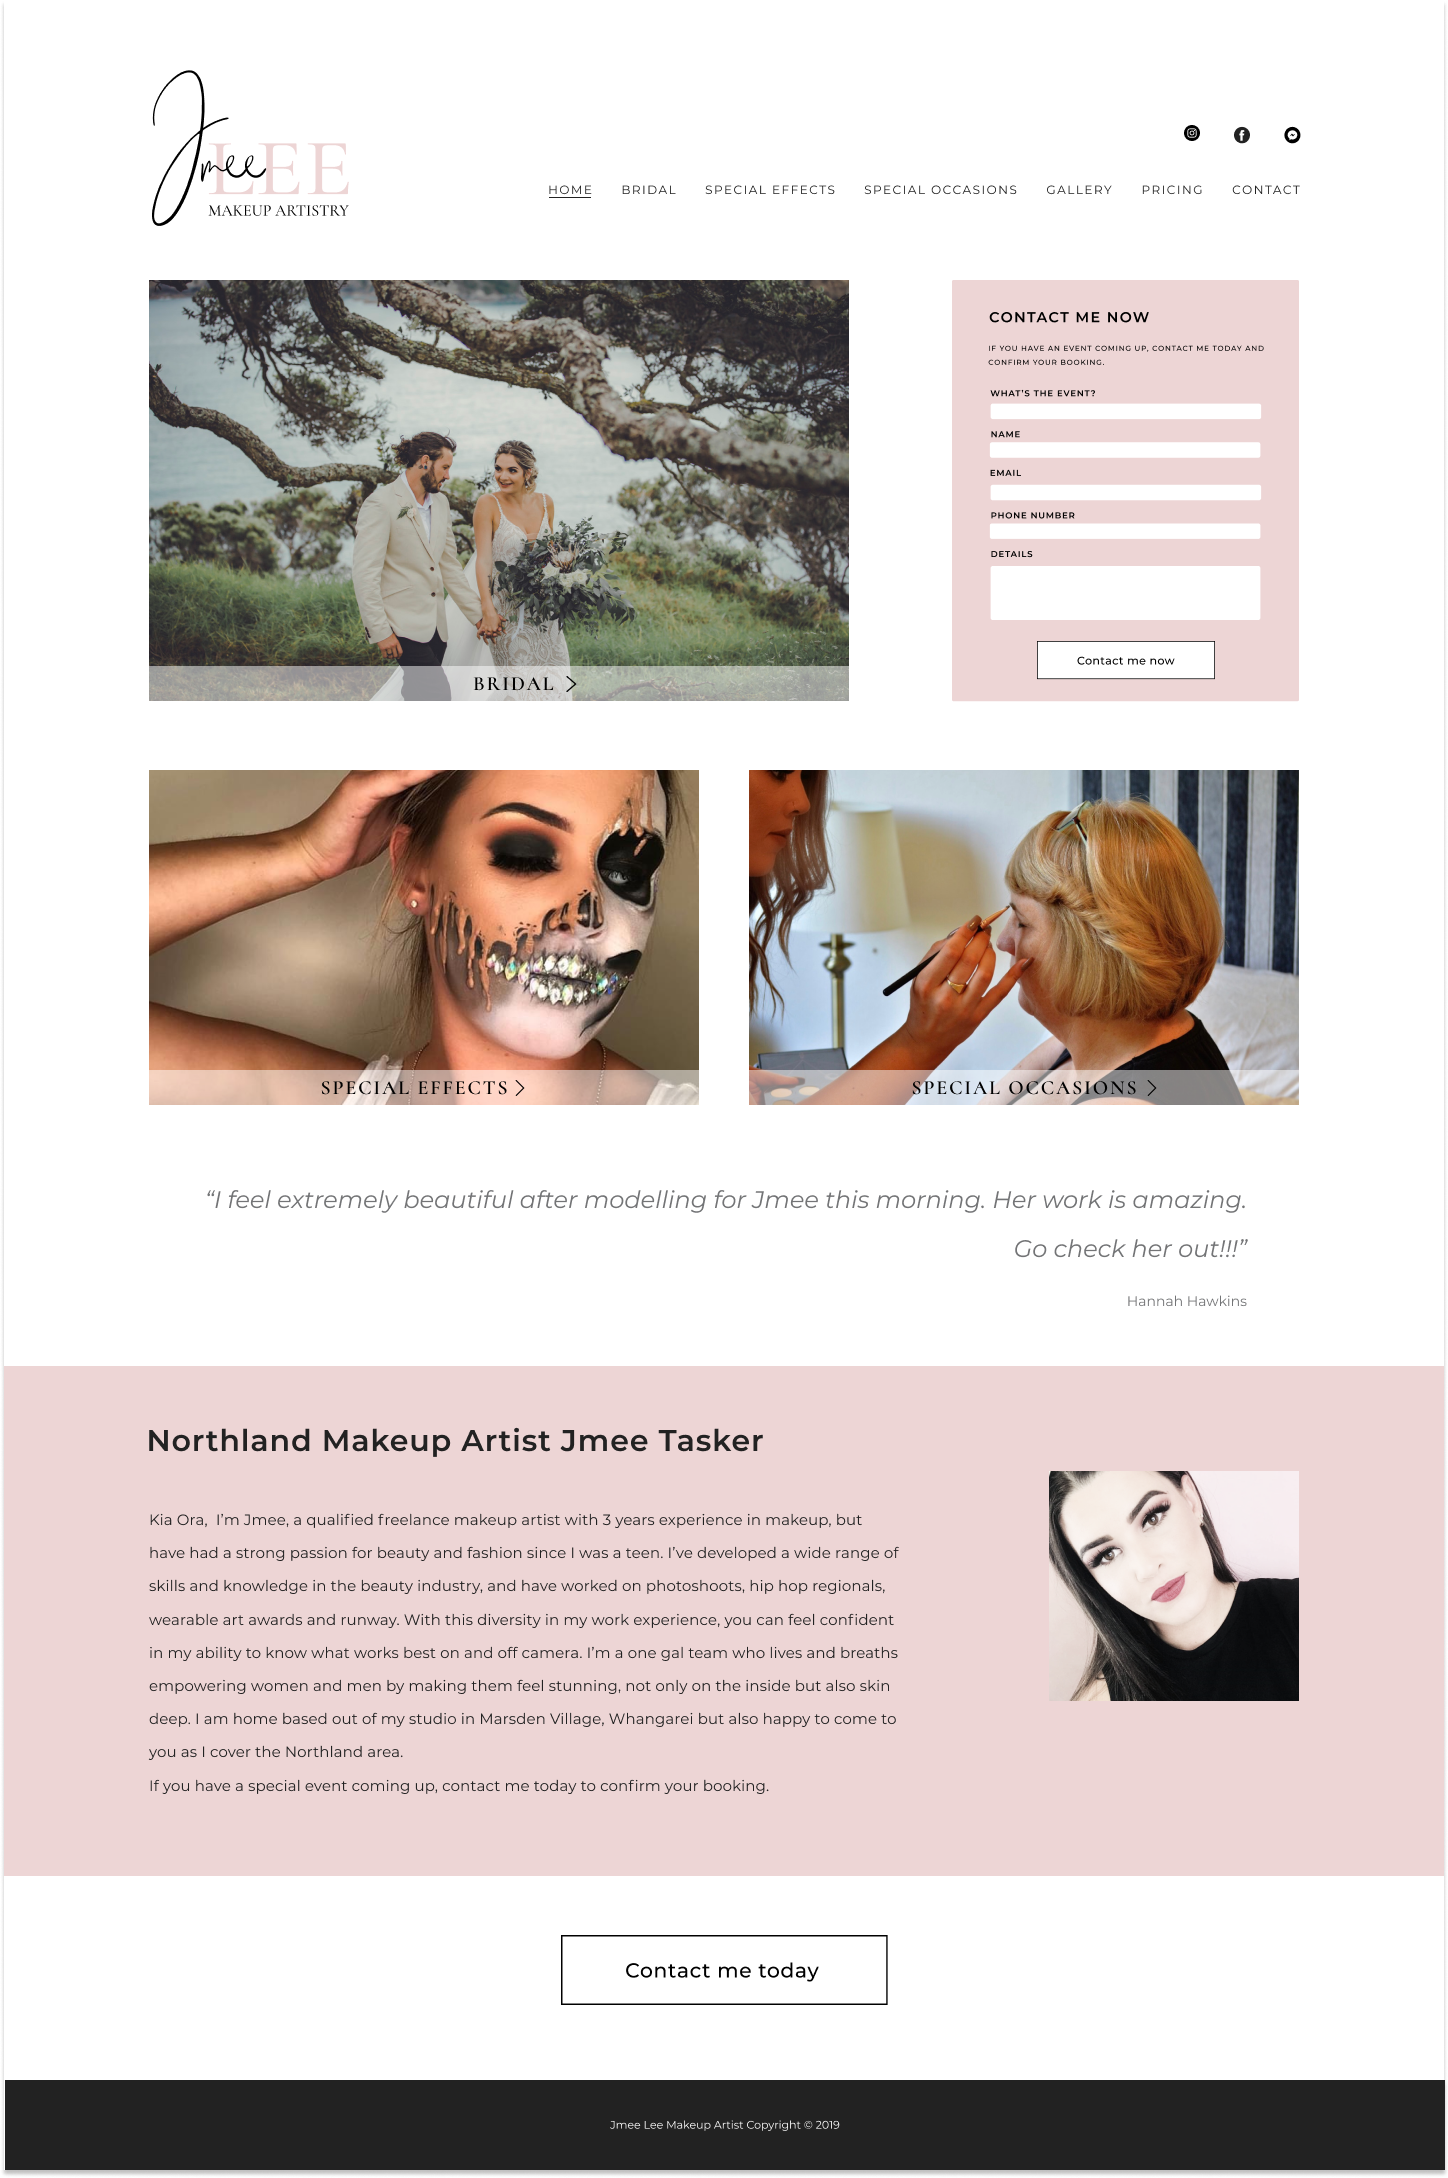 Jmee LEE
MAKEUP ARTISTRY
HOME BRIDAL SPECIAL EFFECTS SPECIAL OCCASIONS GALLERY PRICING CONTACT
BRIDAL
CONTACT ME NOW
IF YOU HAVE AN EVENT COMING UP, CONTACT ME TODAY AND
CONFIRM YOUR BOOKING.
WHAT'S THE EVENT?
NAME
EMAIL
PHONE NUMBER
DETAILS
Contact me now
SPECIAL EFFECTS
SPECIAL OCCASIONS
“I feel extremely beautiful after modelling for Jmee this morning. Her work is amazing.
Go check her out!!!”
Hannah Hawkins
Northland Makeup Artist Jmee Tasker
Kia Ora,  I’m Jmee, a qualified freelance makeup artist with 3 years experience in makeup, but
have had a strong passion for beauty and fashion since I was a teen. I’ve developed a wide range of
skills and knowledge in the beauty industry, and have worked on photoshoots, hip hop regionals,
wearable art awards and runway. With this diversity in my work experience, you can feel confident
in my ability to know what works best on and off camera. I’m a one gal team who lives and breaths
empowering women and men by making them feel stunning, not only on the inside but also skin
deep. I am home based out of my studio in Marsden Village, Whangarei but also happy to come to
you as I cover the Northland area.
If you have a special event coming up, contact me today to confirm your booking.
Contact me today
Jmee Lee Makeup Artist Copyright © 2019